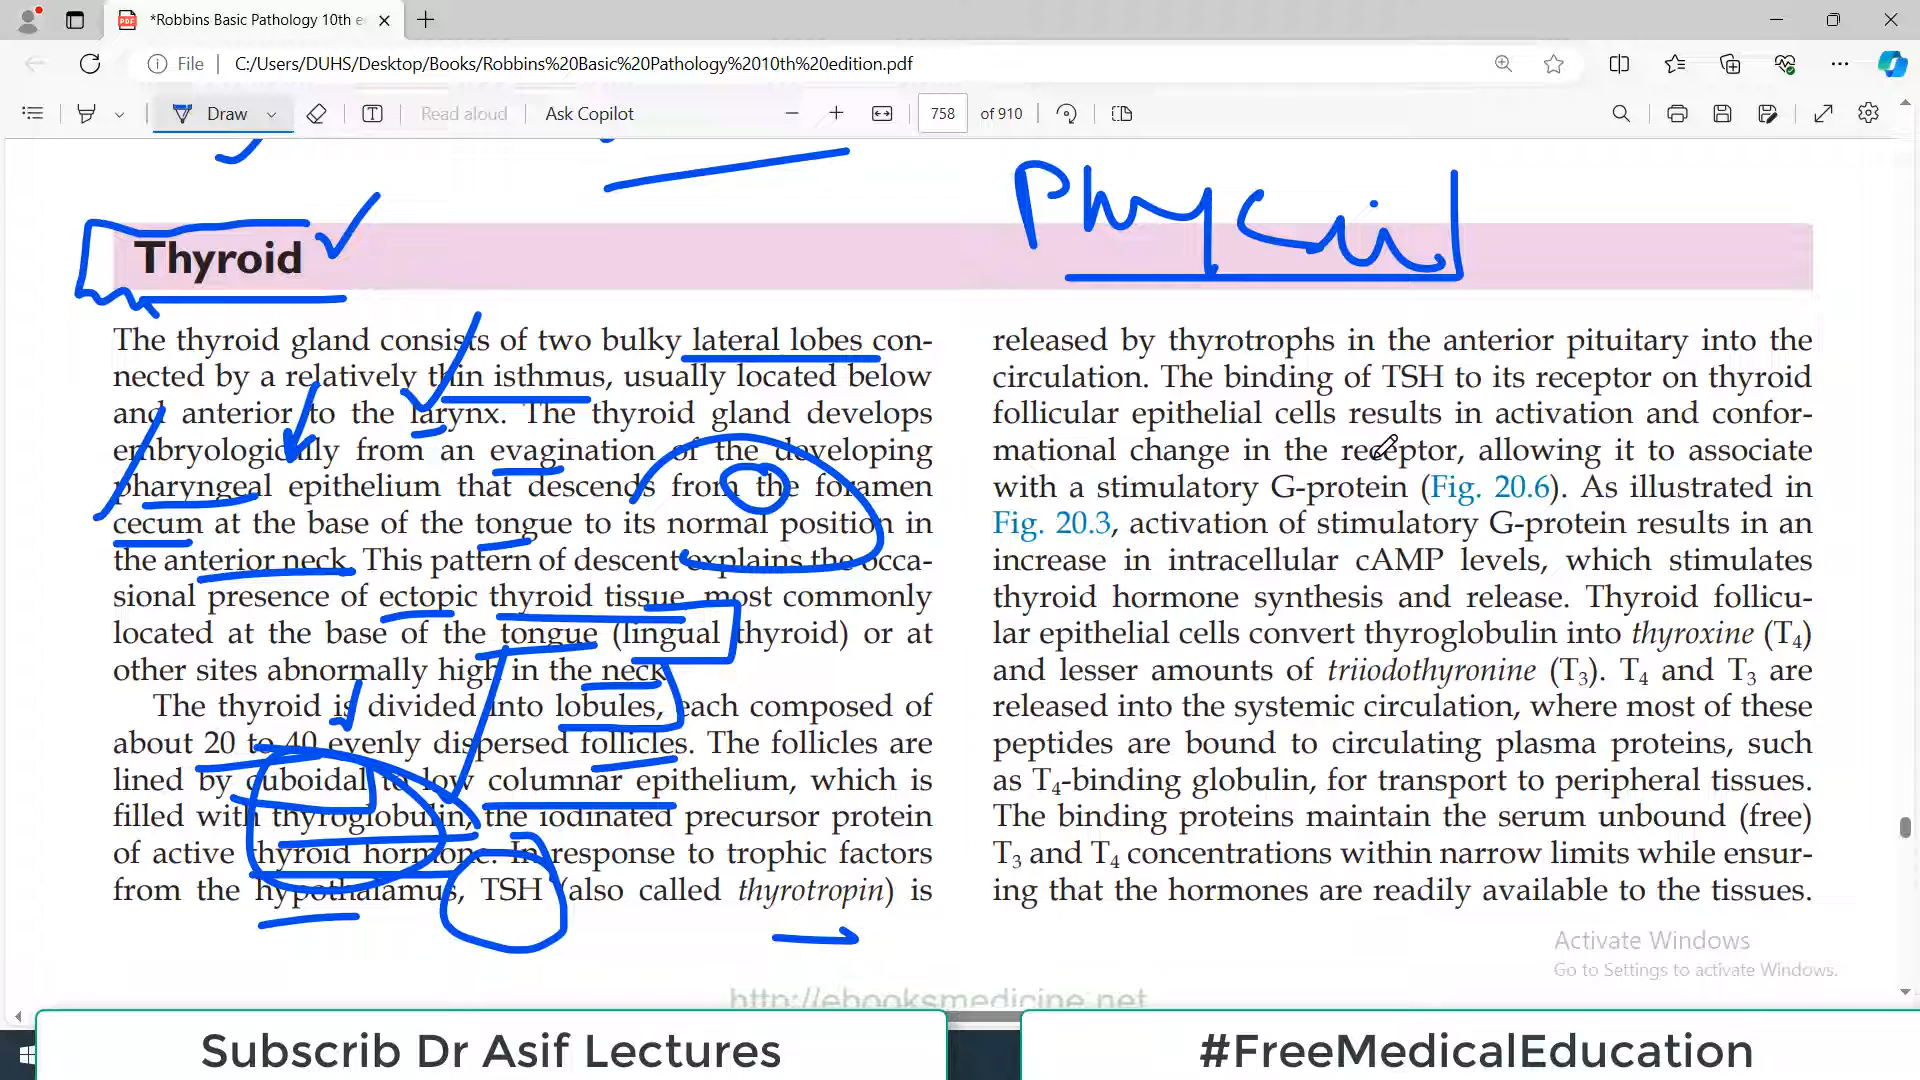 *Robbins Basic Pathology 10th e
File
C:/Users/DUHS/Desktop/Books/Robbins%20Basic%20Pathology%2010th%20edition.pdf
Draw
Read aloud
Ask Copilot
758 of 910
Thyroid
The thyroid gland consists of two bulky lateral lobes con-
nected by a relatively thin isthmus, usually located below
and anterior to the larynx. The thyroid gland develops
embryologically from an evagination of the developing
pharyngeal epithelium that descends from the foramen
cecum at the base of the tongue to its normal position in
the anterior neck. This pattern of descent explains the occa-
sional presence of ectopic thyroid tissue, most commonly
located at the base of the tongue (lingual thyroid) or at
other sites abnormally high in the neck.
The thyroid is divided into lobules, each composed of
about 20 to 40 evenly dispersed follicles. The follicles are
lined by cuboidal to low columnar epithelium, which is
filled with thyroglobulin, the iodinated precursor protein
of active thyroid hormone. In response to trophic factors
from the hypothalamus, TSH (also called thyrotropin) is
released by thyrotrophs in the anterior pituitary into the
circulation. The binding of TSH to its receptor on thyroid
follicular epithelial cells results in activation and confor-
mational change in the receptor, allowing it to associate
with a stimulatory G-protein (Fig. 20.6). As illustrated in
Fig. 20.3, activation of stimulatory G-protein results in an
increase in intracellular cAMP levels, which stimulates
thyroid hormone synthesis and release. Thyroid follicu-
lar epithelial cells convert thyroglobulin into thyroxine (T4)
and lesser amounts of triiodothyronine (T3). T4 and T3 are
released into the systemic circulation, where most of these
peptides are bound to circulating plasma proteins, such
as T4-binding globulin, for transport to peripheral tissues.
The binding proteins maintain the serum unbound (free)
T3 and T4 concentrations within narrow limits while ensur-
ing that the hormones are readily available to the tissues.
Activate Windows
Go to Settings to activate Windows.
http://ebooksmedicine.net
Subscrib Dr Asif Lectures
#FreeMedicalEducation